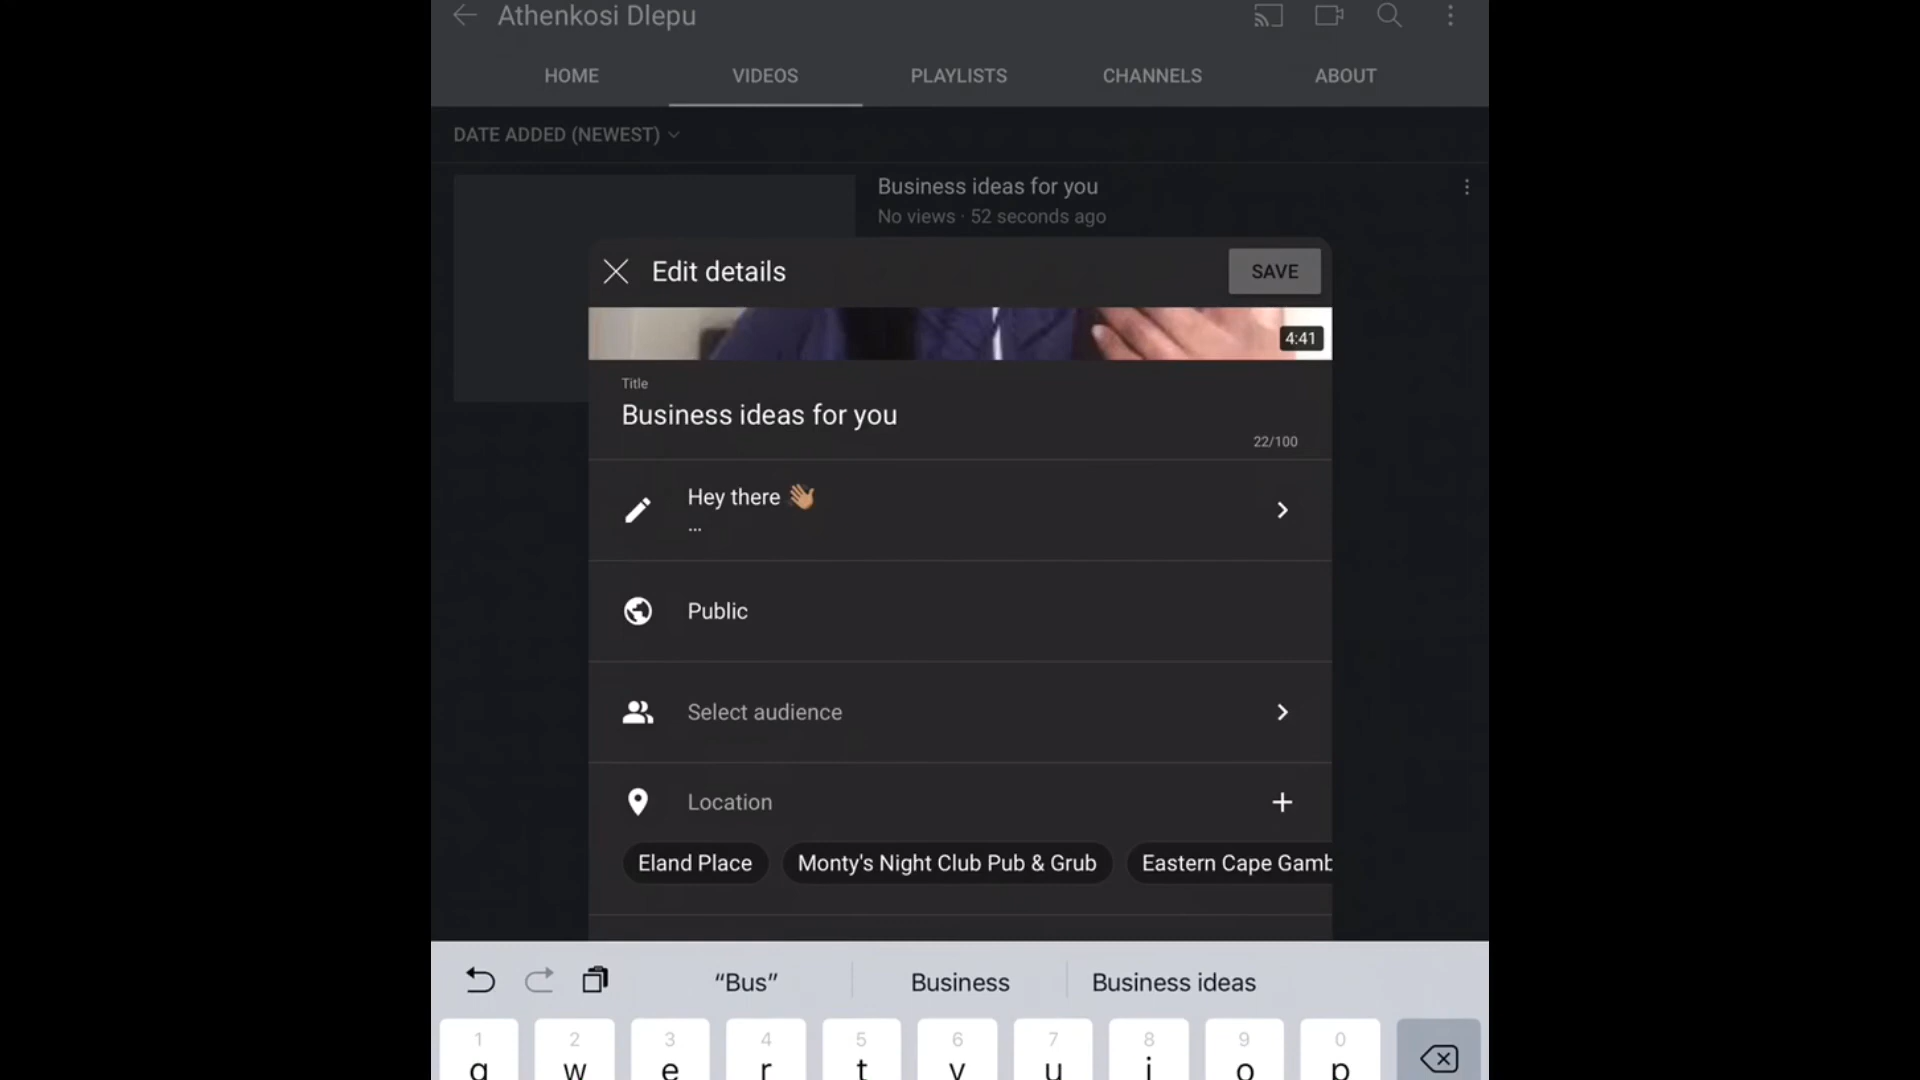 Athenkosi Dlepu
HOME VIDEOS PLAYLISTS CHANNELS ABOUT
DATE ADDED (NEWEST)
Business ideas for you
No views · 52 seconds ago
Edit details SAVE
4:41
Title
Business ideas for you
22/100
Hey there 👋🏽
...
Public
Select audience
Location
Eland Place Monty's Night Club Pub & Grub Eastern Cape Gamb
“Bus” Business Business ideas
1 2 3 4 5 6 7 8 9 0
q w e r t y u i o p